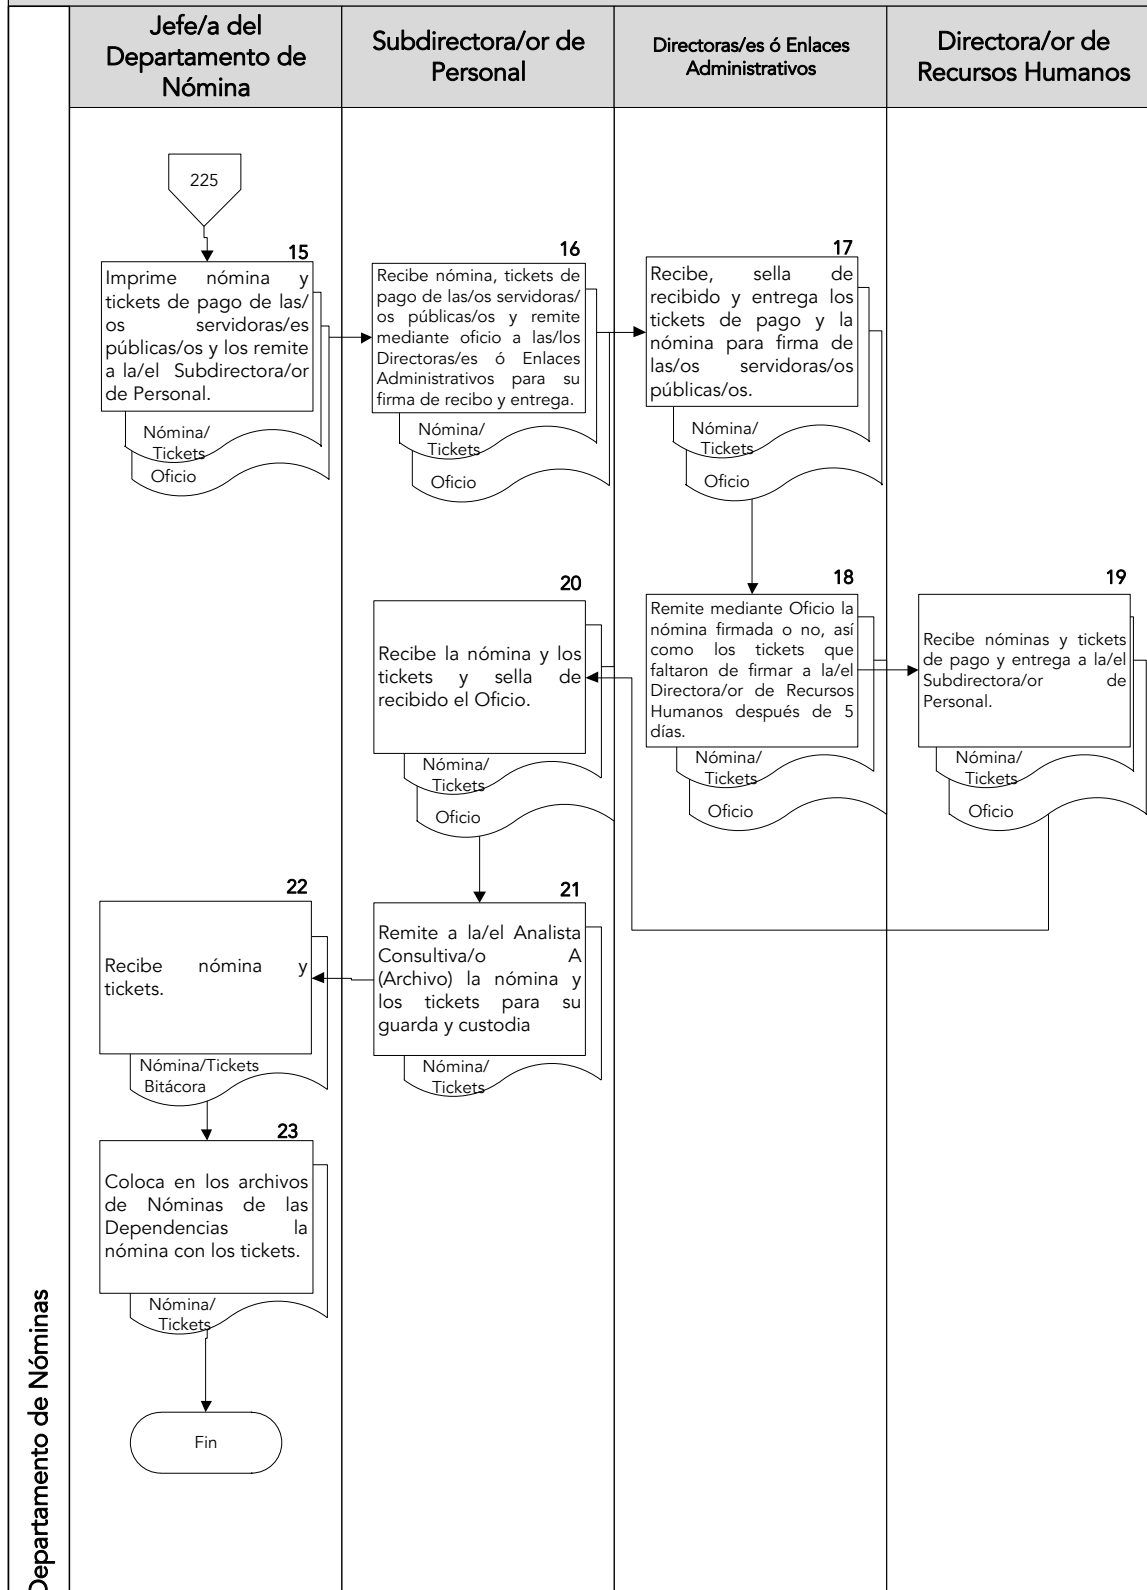 Jefe/a del
Departamento de
Nómina
Subdirectora/or de
Personal
Directoras/es ó Enlaces
Administrativos
Directora/or de
Recursos Humanos
225
15
Imprime nómina y
tickets de pago de las/
os servidoras/es
públicas/os y los remite
a la/el Subdirectora/or
de Personal.
Nómina/
Tickets
Oficio
16
Recibe nómina, tickets de
pago de las/os servidoras/
os públicas/os y remite
mediante oficio a las/los
Directoras/es ó Enlaces
Administrativos para su
firma de recibo y entrega.
Nómina/
Tickets
Oficio
17
Recibe, sella de
recibido y entrega los
tickets de pago y la
nómina para firma de
las/os servidoras/os
públicas/os.
Nómina/
Tickets
Oficio
18
Remite mediante Oficio la
nómina firmada o no, así
como los tickets que
faltaron de firmar a la/el
Directora/or de Recursos
Humanos después de 5
días.
Nómina/
Tickets
Oficio
19
Recibe nóminas y tickets
de pago y entrega a la/el
Subdirectora/or de
Personal.
Nómina/
Tickets
Oficio
20
Recibe la nómina y los
tickets y sella de
recibido el Oficio.
Nómina/
Tickets
Oficio
21
Remite a la/el Analista
Consultiva/o A
(Archivo) la nómina y
los tickets para su
guarda y custodia
Nómina/
Tickets
22
Recibe nómina y
tickets.
Nómina/Tickets
Bitácora
23
Coloca en los archivos
de Nóminas de las
Dependencias la
nómina con los tickets.
Nómina/
Tickets
Fin
Departamento de Nóminas